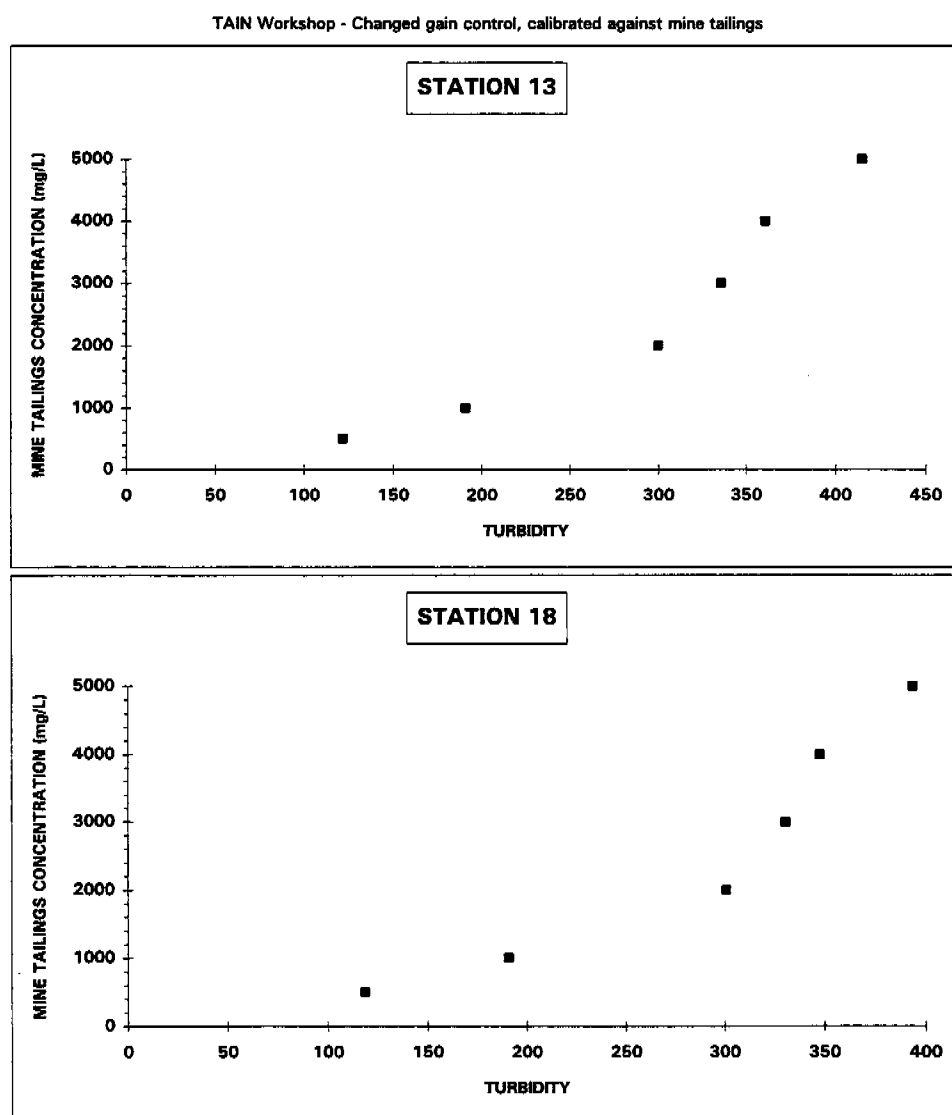 TAIN Workshop - Changed gain control, calibrated against mine tailings
STATION 13
MINE TAILINGS CONCENTRATION (mg/L)
5000
4000
3000
2000
1000
0
0 50 100 150 200 250 300 350 400 450
TURBIDITY
STATION 18
MINE TAILINGS CONCENTRATION (mg/L)
5000
4000
3000
2000
1000
0
0 50 100 150 200 250 300 350 400
TURBIDITY